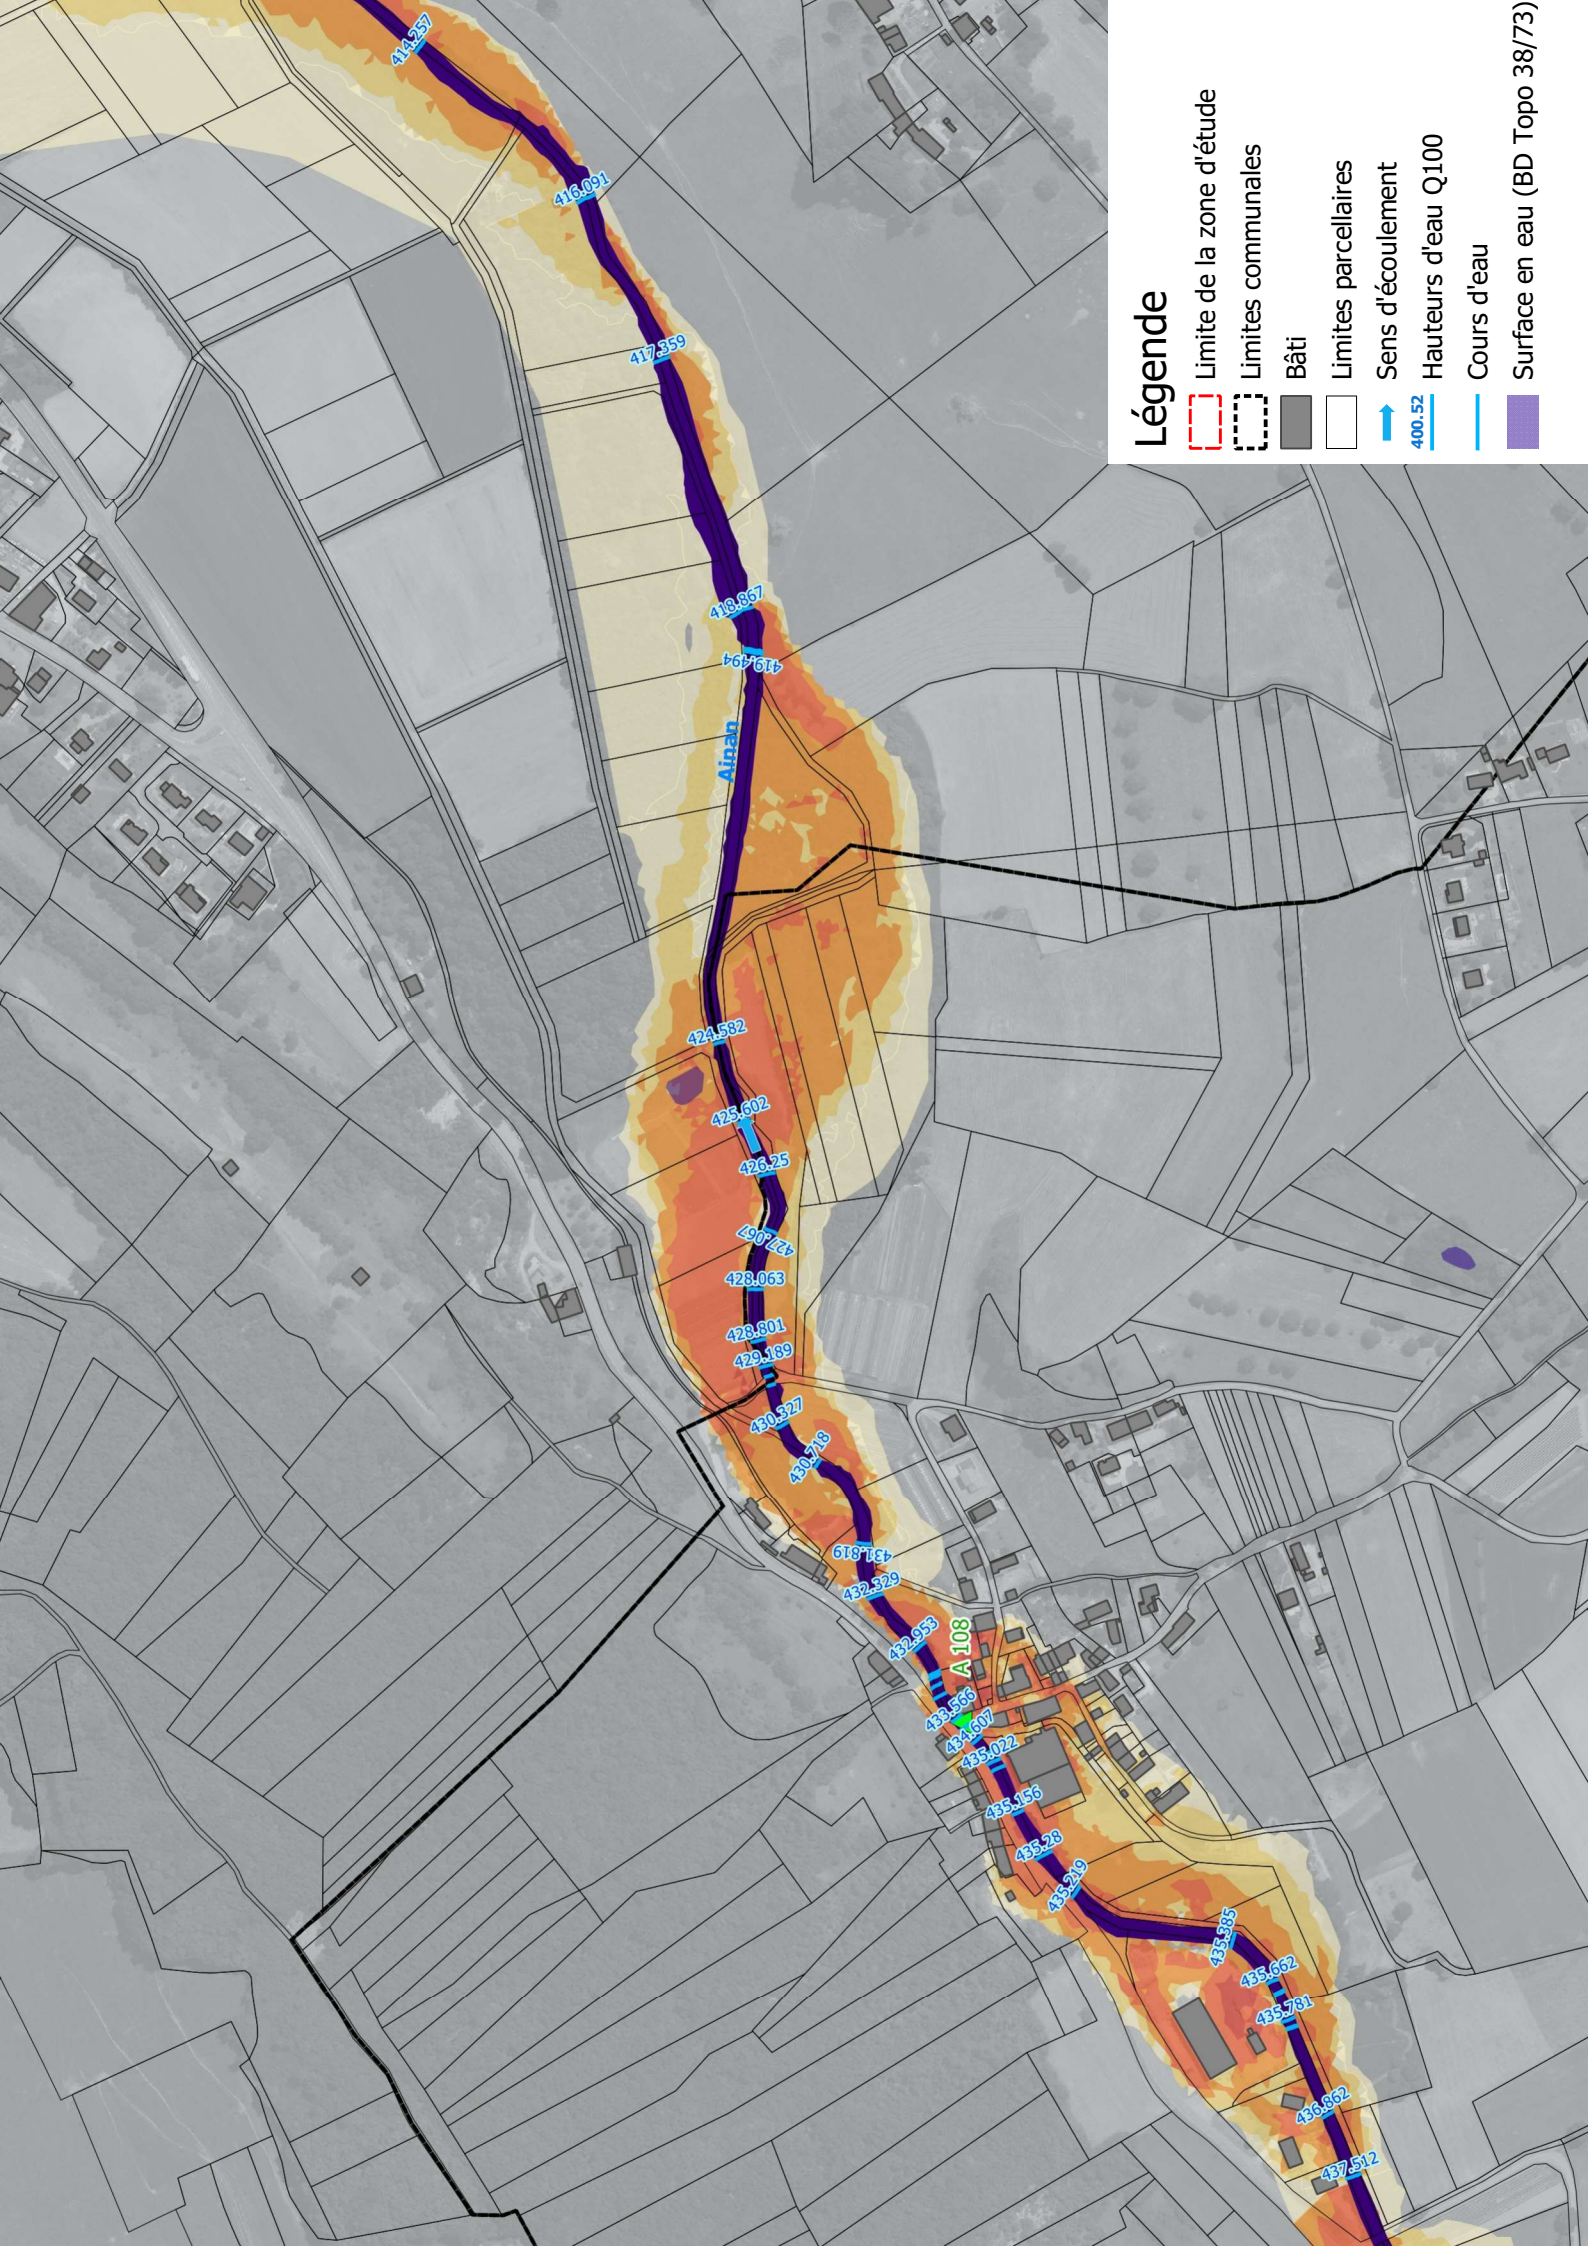 414.257
416.091
417.359
418.867
419.494
Ainan
424.582
425.602
426.25
427.067
428.063
428.801
429.189
430.327
430.718
431.819
432.329
432.953
A 108
433.566
434.607
435.022
435.156
435.28
435.219
435.385
435.662
435.781
436.862
437.512
Légende
Limite de la zone d'étude
Limites communales
Bâti
Limites parcellaires
Sens d'écoulement
400.52 Hauteurs d'eau Q100
Cours d'eau
Surface en eau (BD Topo 38/73)